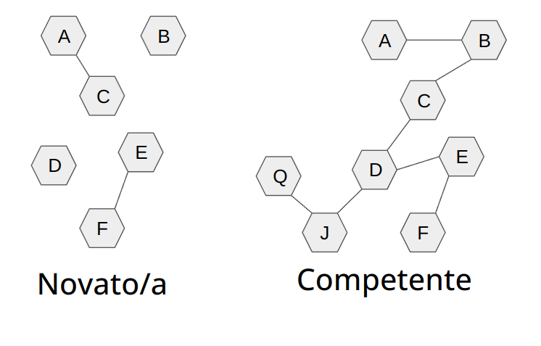 A B
C
D E
F
Novato/a
A B
C
Q D E
J F
Competente